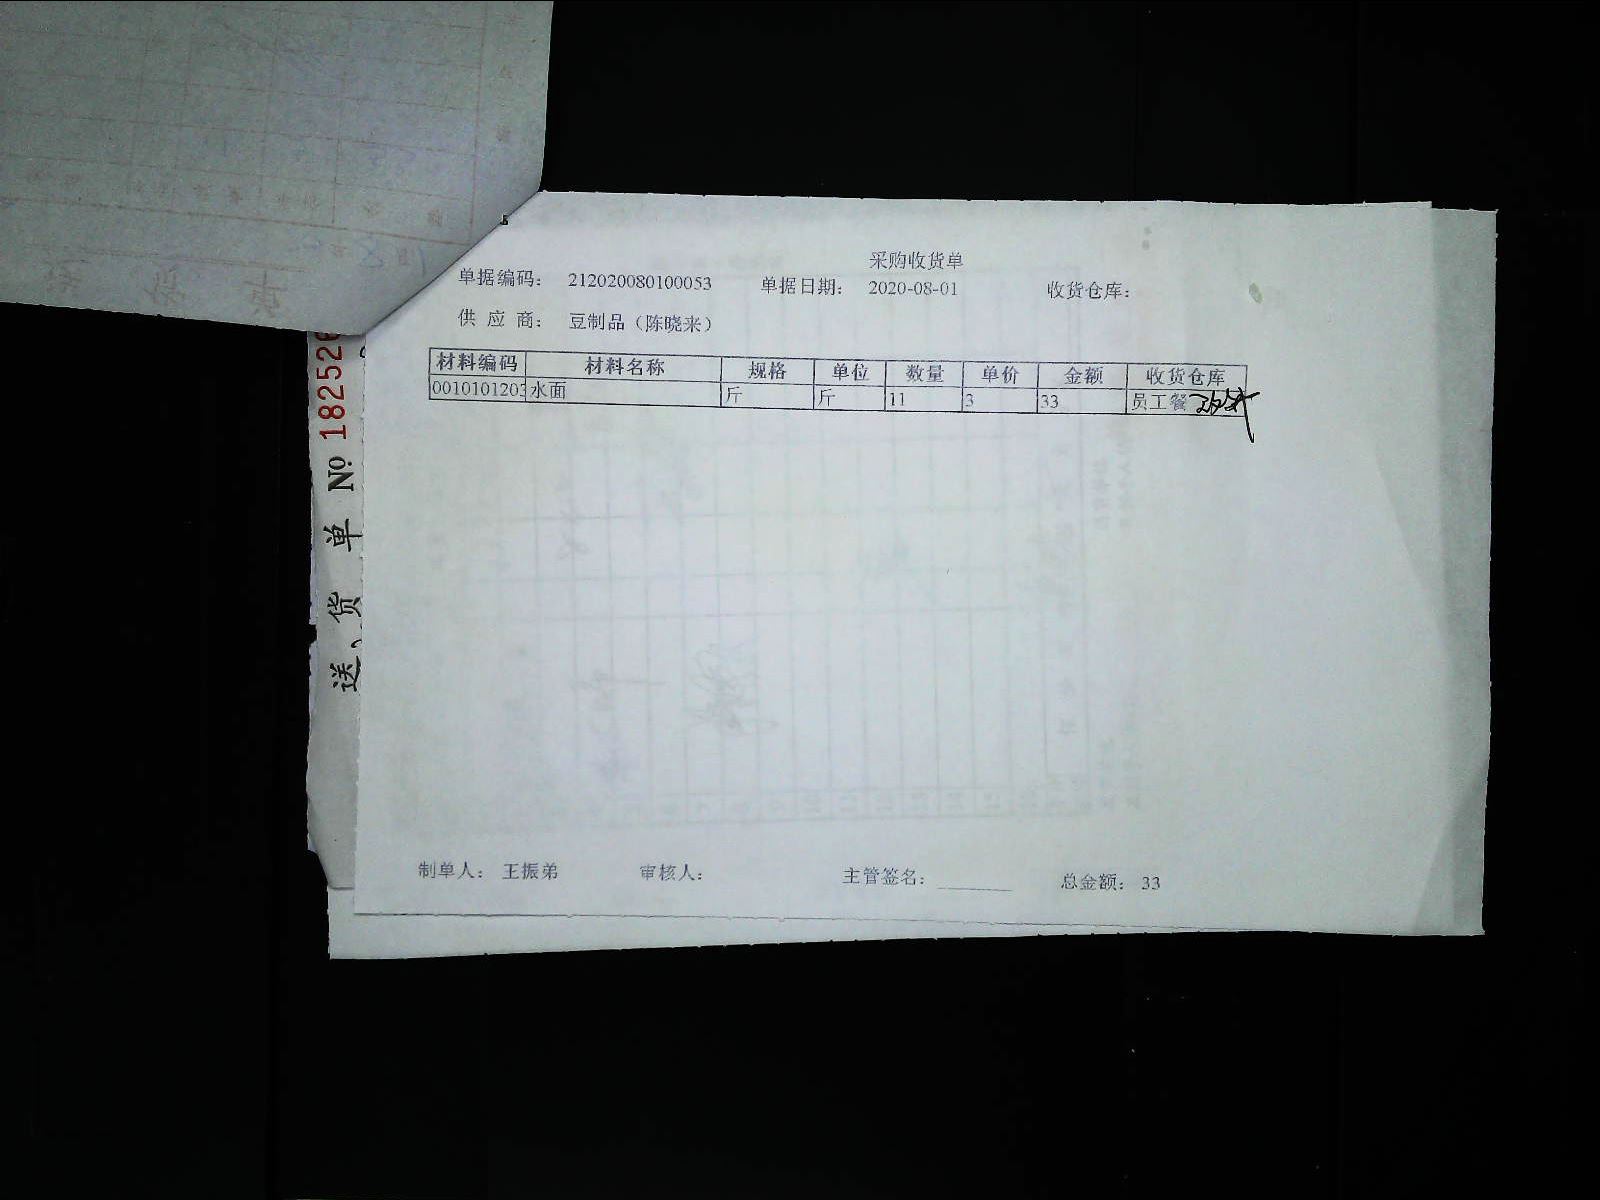 采购收货单
单据编码: 212020080100053 单据日期: 2020-08-01 收货仓库:
供 应 商: 豆制品（陈晓来）
材料编码 材料名称 规格 单位 数量 单价 金额 收货仓库
0010101203 水面 斤 斤 11 3 33 员工餐
制单人: 王振弟 审核人: 主管签名: 总金额: 33
送 货 单 № 182526